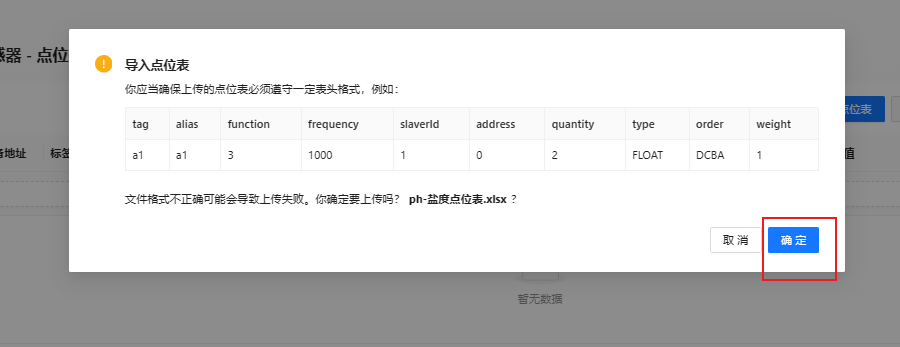 感器 - 点位
导入点位表
你应当确保上传的点位表必须遵守一定表头格式，例如：
tag alias function frequency slaverId address quantity type order weight
a1 a1 3 1000 1 0 2 FLOAT DCBA 1
点位表
地址 标签
值
文件格式不正确可能会导致上传失败。你确定要上传吗？ ph-盐度点位表.xlsx ？
取 消 确 定
暂无数据